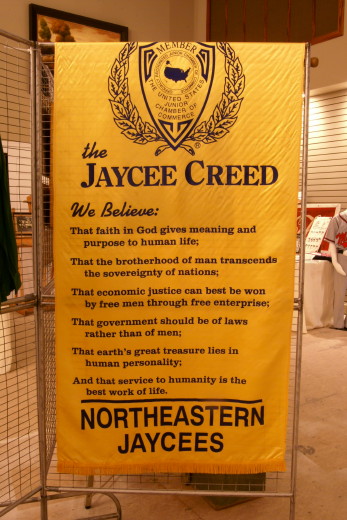 MEMBER
THE UNITED STATES
JUNIOR
CHAMBER OF
COMMERCE
®
the
JAYCEE CREED
We Believe:
That faith in God gives meaning and
purpose to human life;
That the brotherhood of man transcends
the sovereignty of nations;
That economic justice can best be won
by free men through free enterprise;
That government should be of laws
rather than of men;
That earth's great treasure lies in
human personality;
And that service to humanity is the
best work of life.
NORTHEASTERN
JAYCEES